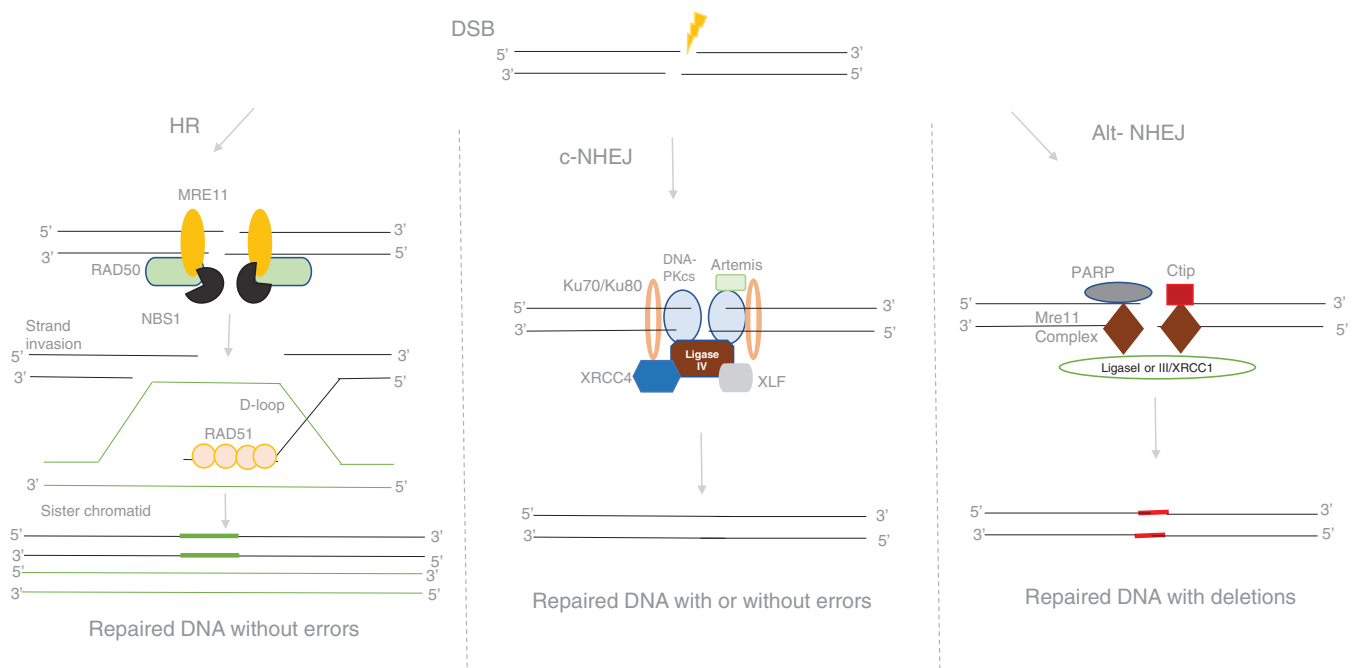 DSB
5’ 3’
3’ 5’
HR
MRE11
5’ 3’
3’ 5’
RAD50
NBS1
Strand
invasion
5’ 3’
3’ 5’
D-loop
RAD51
3’ 5’
Sister chromatid
5’ 3’
3’ 5’
5’ 3’
3’ 5’
Repaired DNA without errors
c-NHEJ
DNA-
PKcs
Artemis
Ku70/Ku80
5’ 3’
3’ 5’
Ligase
IV
XRCC4
XLF
5’ 3’
3’ 5’
Repaired DNA with or without errors
Alt- NHEJ
PARP
Ctip
5’ 3’
3’ 5’
Mre11
Complex
LigaseI or III/XRCC1
5’ 3’
3’ 5’
Repaired DNA with deletions